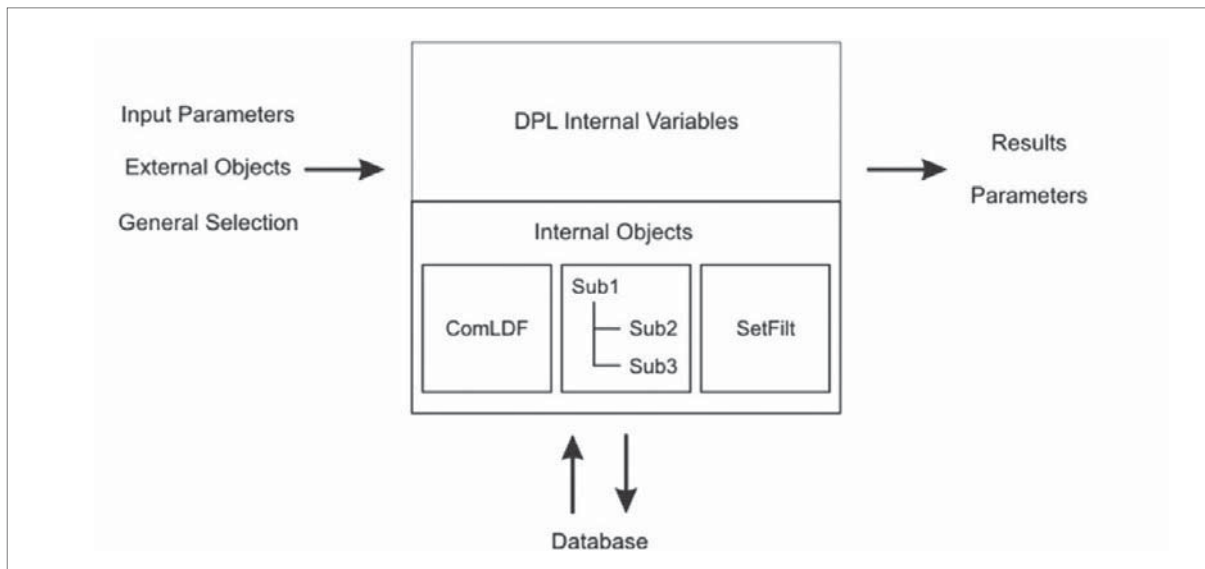 Input Parameters
External Objects
General Selection
DPL Internal Variables
Internal Objects
ComLDF
Sub1
Sub2
Sub3
SetFilt
Results
Parameters
Database